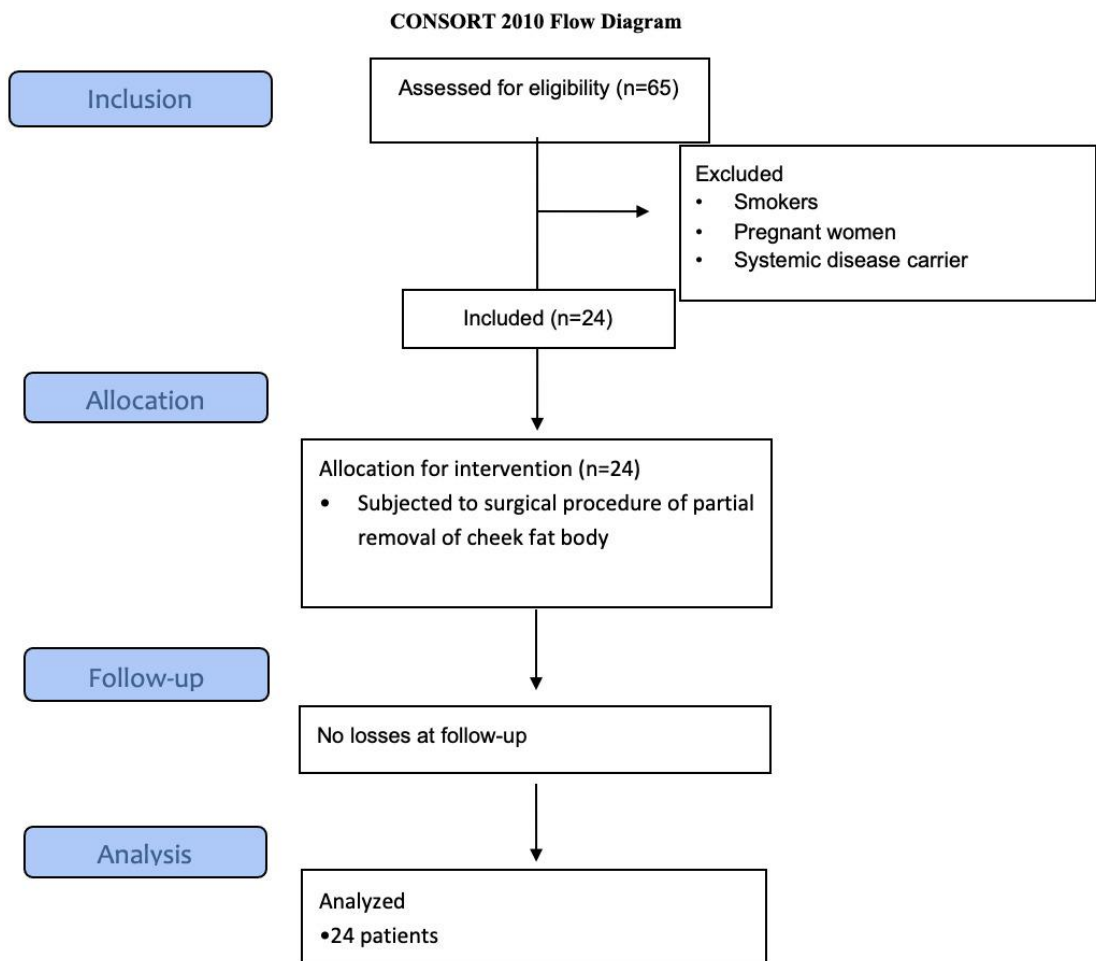 CONSORT 2010 Flow Diagram
Inclusion
Assessed for eligibility (n=65)
Excluded
• Smokers
• Pregnant women
• Systemic disease carrier
Included (n=24)
Allocation
Allocation for intervention (n=24)
• Subjected to surgical procedure of partial
removal of cheek fat body
Follow-up
No losses at follow-up
Analysis
Analyzed
•24 patients